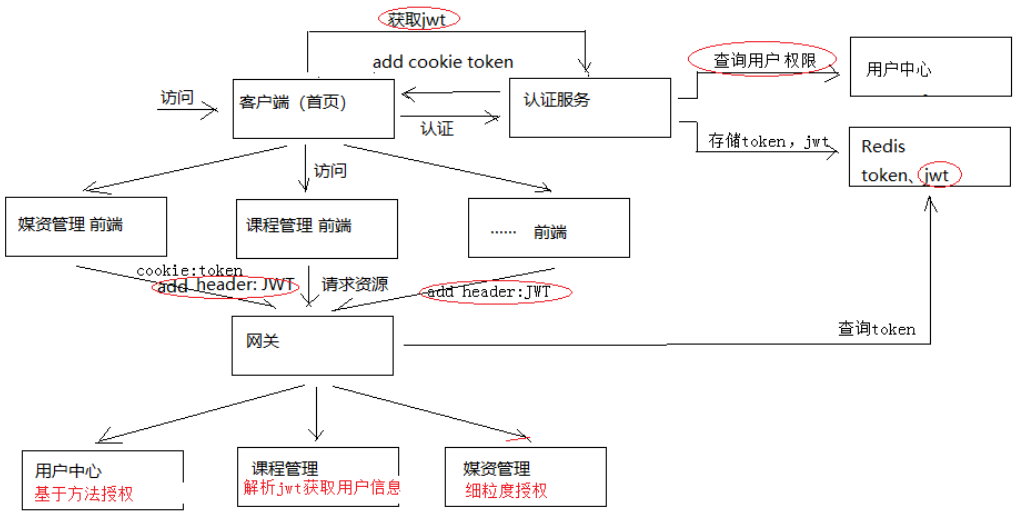 获取jwt
add cookie token
访问
客户端（首页）
认证
认证服务
查询用户 权限
用户中心
存储token，jwt
Redis
token、jwt
访问
媒资管理 前端
课程管理 前端
…… 前端
cookie:token
add header: JWT
请求资源
add header:JWT
网关
查询token
用户中心
基于方法授权
课程管理
解析jwt获取用户信息
媒资管理
细粒度授权